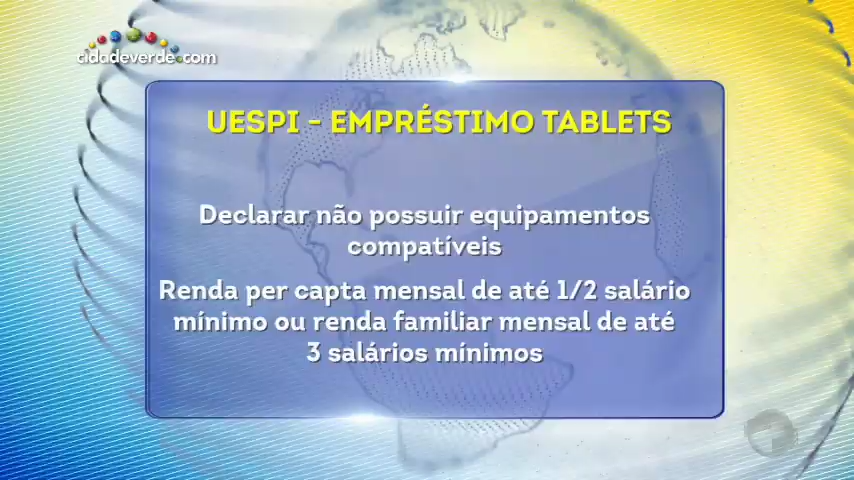 cidadeverde.com
UESPI - EMPRÉSTIMO TABLETS
Declarar não possuir equipamentos
compatíveis
Renda per capta mensal de até 1/2 salário
mínimo ou renda familiar mensal de até
3 salários mínimos